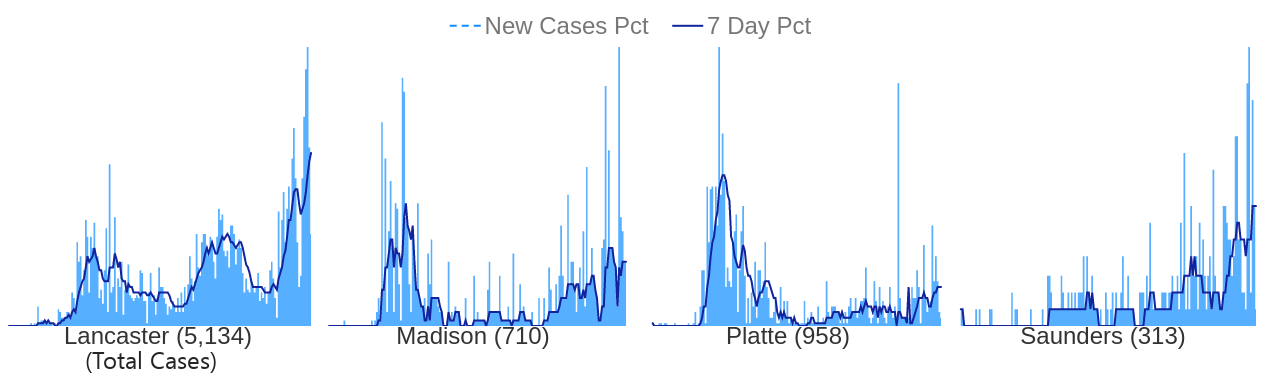 New Cases Pct 7 Day Pct
Lancaster (5,134) Madison (710) Platte (958) Saunders (313)
(Total Cases)